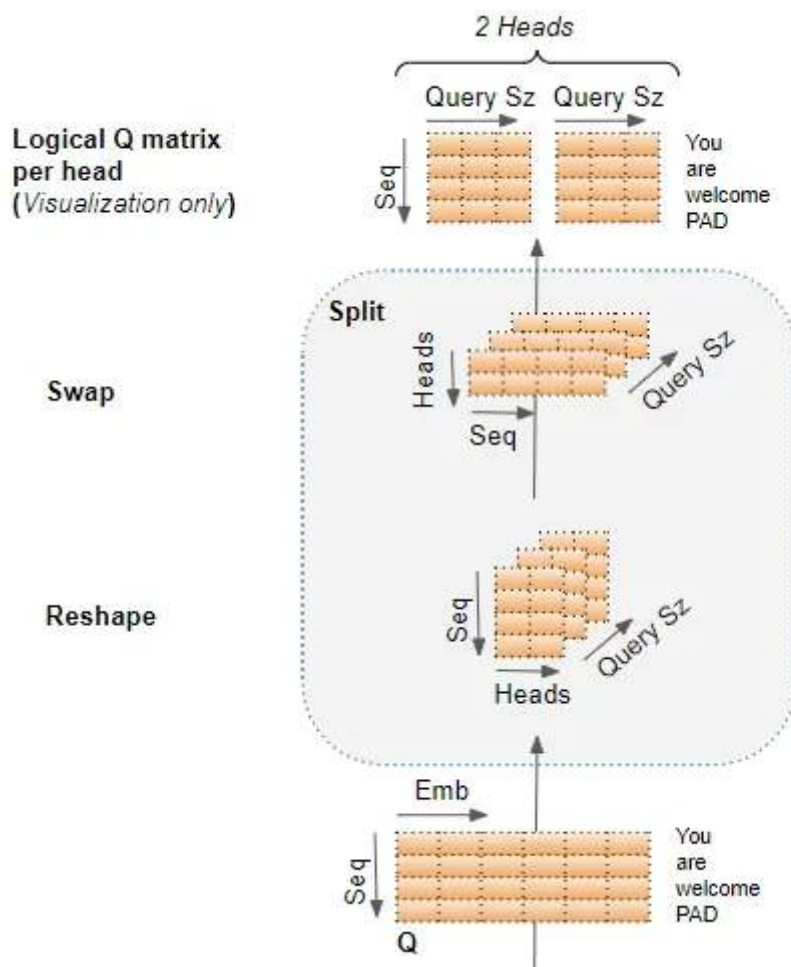 2 Heads
Query Sz Query Sz
Logical Q matrix
per head
(Visualization only)
Seq
You
are
welcome
PAD
Split
Swap
Heads
Seq
Query Sz
Reshape
Seq
Heads
Query Sz
Emb
Seq
You
are
welcome
PAD
Q